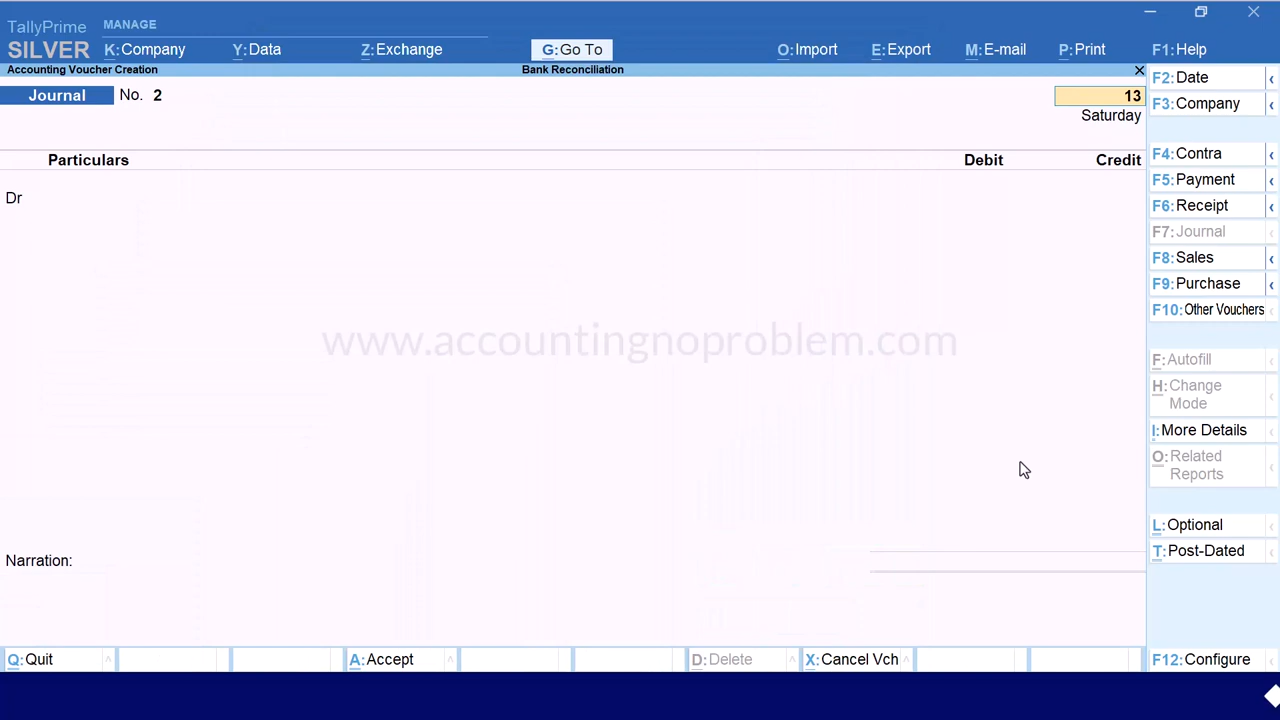 TallyPrime MANAGE
SILVER K:Company Y:Data Z:Exchange G:Go To O:Import E:Export M:E-mail P:Print F1:Help
Accounting Voucher Creation Bank Reconciliation
Journal No. 2 13
Saturday
Particulars Debit Credit
Dr
www.accountingnoproblem.com
Narration:
F2:Date
F3:Company
F4:Contra
F5:Payment
F6:Receipt
F7:Journal
F8:Sales
F9:Purchase
F10:Other Vouchers
F:Autofill
H:Change
Mode
I:More Details
O:Related
Reports
L:Optional
T:Post-Dated
Q:Quit A:Accept D:Delete X:Cancel Vch F12:Configure